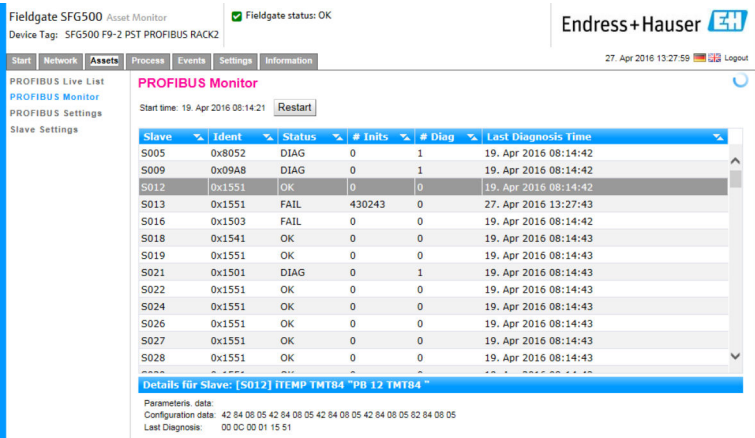 Fieldgate SFG500 Asset Monitor
Fieldgate status: OK
Device Tag: SFG500 F9-2 PST PROFIBUS RACK2
Endress+Hauser EH
Start Network Assets Process Events Settings Information
27. Apr 2016 13:27:59 Logout
PROFIBUS Live List
PROFIBUS Monitor
PROFIBUS Settings
Slave Settings
PROFIBUS Monitor
Start time: 19. Apr 2016 08:14:21 Restart
Slave Ident Status # Inits # Diag Last Diagnosis Time
S005 0x8052 DIAG 0 1 19. Apr 2016 08:14:42
S009 0x09A8 DIAG 0 1 19. Apr 2016 08:14:42
S012 0x1551 OK 0 0 19. Apr 2016 08:14:42
S013 0x1551 FAIL 430243 0 27. Apr 2016 13:27:43
S016 0x1503 FAIL 0 0 19. Apr 2016 08:14:42
S018 0x1541 OK 0 0 19. Apr 2016 08:14:43
S019 0x1551 OK 0 0 19. Apr 2016 08:14:43
S021 0x1501 DIAG 0 1 19. Apr 2016 08:14:43
S022 0x1551 OK 0 0 19. Apr 2016 08:14:43
S024 0x1551 OK 0 0 19. Apr 2016 08:14:43
S026 0x1551 OK 0 0 19. Apr 2016 08:14:43
S027 0x1551 OK 0 0 19. Apr 2016 08:14:43
S028 0x1551 OK 0 0 19. Apr 2016 08:14:43
Details für Slave: [S012] iTEMP TMT84 "PB 12 TMT84 "
Parameteris. data:
Configuration data: 42 84 08 05 42 84 08 05 42 84 08 05 42 84 08 05 82 84 08 05
Last Diagnosis: 00 0C 00 01 15 51